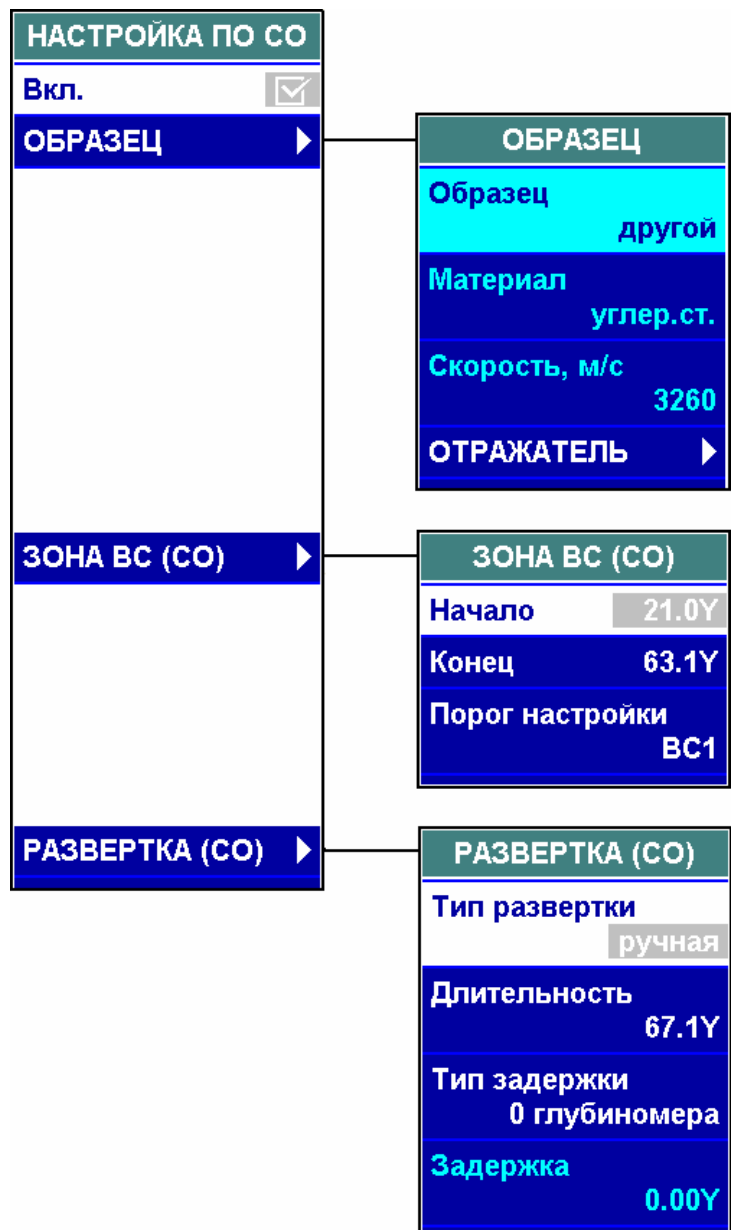 НАСТРОЙКА ПО СО
Вкл.
ОБРАЗЕЦ
ОБРАЗЕЦ
Образец
другой
Материал
углер.ст.
Скорость, м/с
3260
ОТРАЖАТЕЛЬ
ЗОНА ВС (СО)
ЗОНА ВС (СО)
Начало 21.0Y
Конец 63.1Y
Порог настройки
ВС1
РАЗВЕРТКА (СО)
РАЗВЕРТКА (СО)
Тип развертки
ручная
Длительность
67.1Y
Тип задержки
0 глубиномера
Задержка
0.00Y